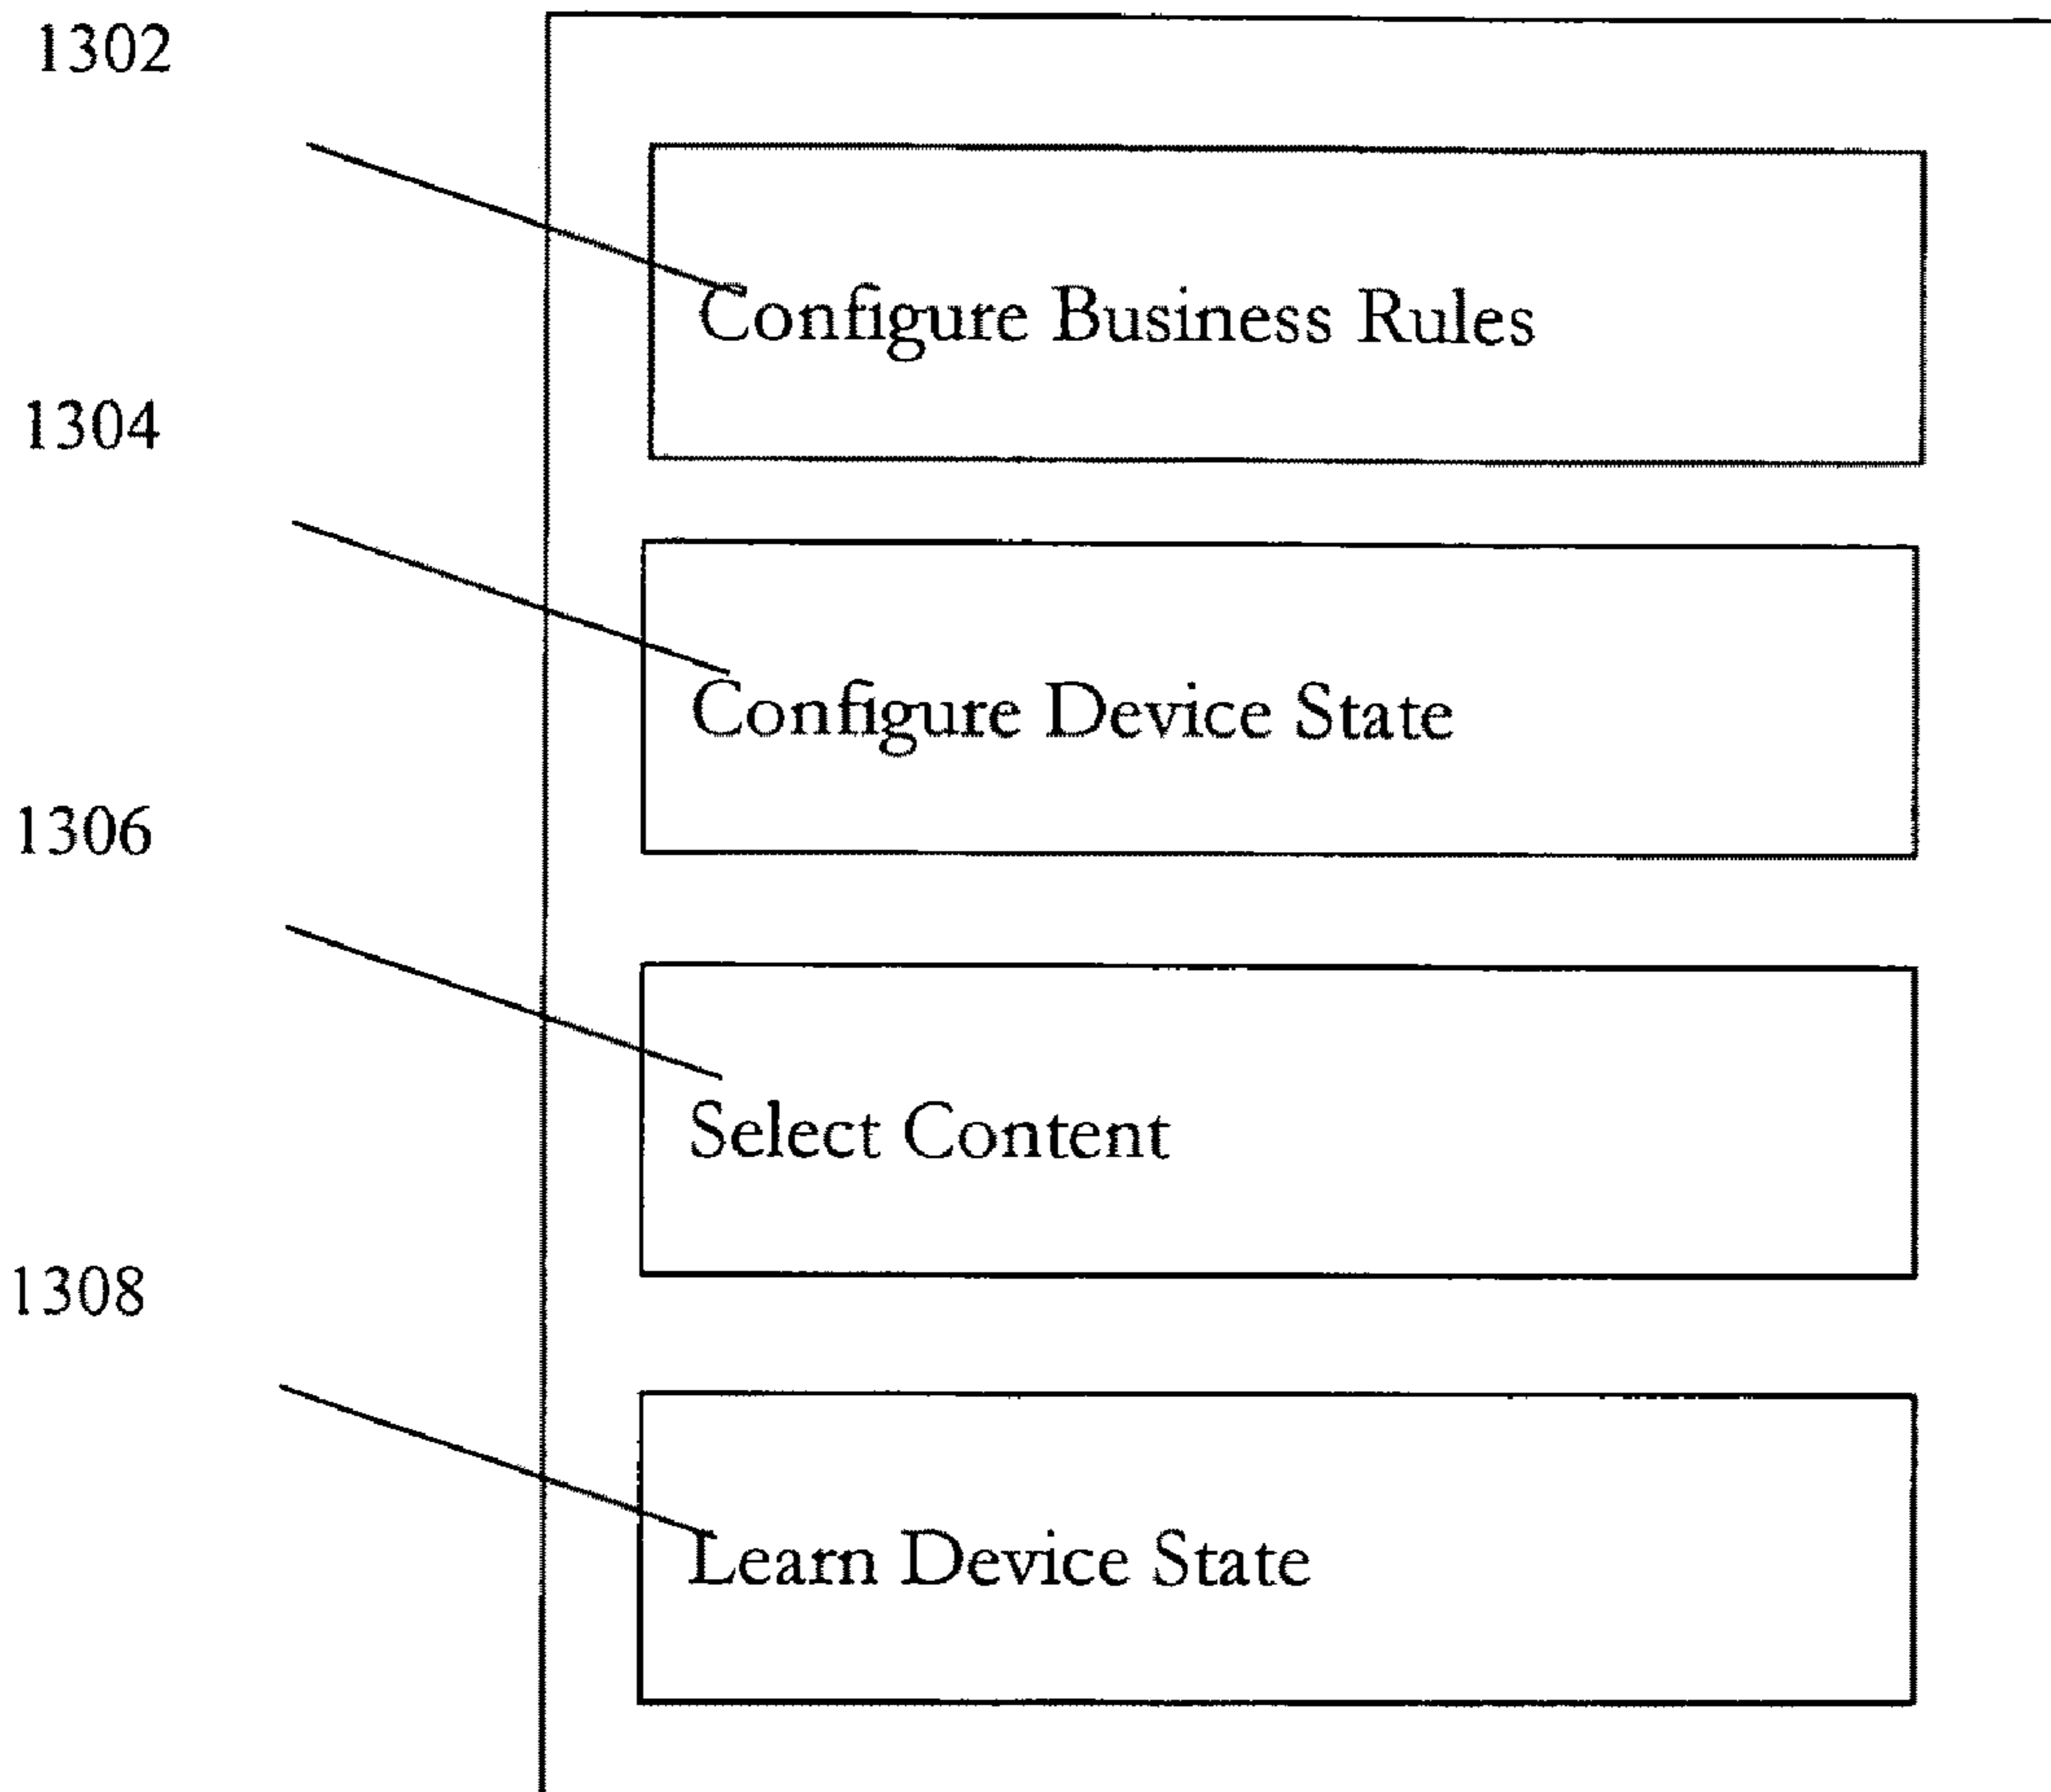 1302
Configure Business Rules
1304
Configure Device State
1306
Select Content
1308
Learn Device State